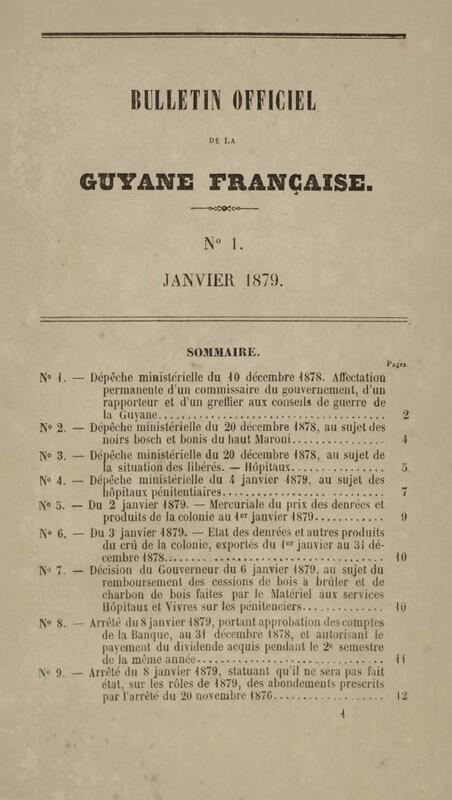 BULLETIN OFFICIEL
DE LA
GUYANE FRANÇAISE.
Nº 1.
JANVIER 1879.
SOMMAIRE.
Pages.
Nº 1. — Dépêche ministérielle du 10 décembre 1878. Affectation
permanente d'un commissaire du gouvernement, d'un
rapporteur et d'un greffier aux conseils de guerre de
la Guyane........................................ 2
Nº 2. — Dépêche ministérielle du 20 décembre 1878, au sujet des
noirs bosch et bonis du haut Maroni................ 4
Nº 3. — Dépêche ministérielle du 20 décembre 1878, au sujet de
la situation des libérés. — Hôpitaux................ 5
Nº 4. — Dépêche ministérielle du 4 janvier 1879, au sujet des
hôpitaux pénitentiaires............................ 7
Nº 5. — Du 2 janvier 1879. — Mercuriale du prix des denrées et
produits de la colonie au 1er janvier 1879............ 9
Nº 6. — Du 3 janvier 1879. — Etat des denrées et autres produits
du crû de la colonie, exportés du 1er janvier au 31 dé-
cembre 1878........................................ 10
Nº 7. — Décision du Gouverneur du 6 janvier 1879, au sujet du
remboursement des cessions de bois à brûler et de
charbon de bois faites par le Matériel aux services
Hôpitaux et Vivres sur les pénitenciers.............. 10
Nº 8. — Arrêté du 8 janvier 1879, portant approbation des comptes
de la Banque, au 31 décembre 1878, et autorisant le
payement du dividende acquis pendant le 2e semestre
de la même année.................................. 11
Nº 9. — Arrêté du 8 janvier 1879, statuant qu'il ne sera pas fait
état, sur les rôles de 1879, des abondements prescrits
par l'arrêté du 20 novembre 1876.................... 12
1